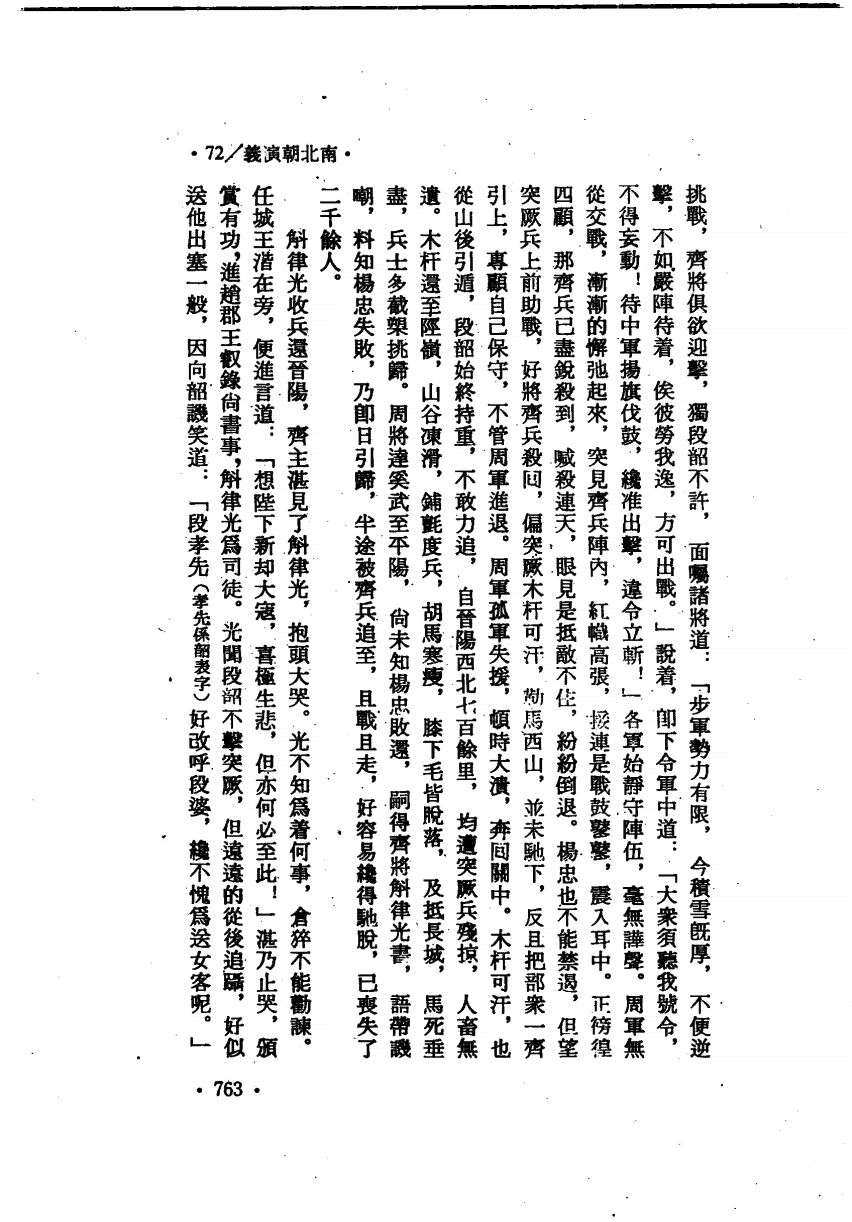 ·72/義演朝北南·
挑戰，齊將俱欲迎擊，獨段韶不許，面囑諸將道：「步軍勢力有限，今積雪既厚，不便逆
擊，不如嚴陣待着，俟彼勞我逸，方可出戰。」說着，卽下令軍中道：「大衆須聽我號令，
不得妄動！待中軍揚旗伐鼓，纔准出擊，違令立斬！」各軍始靜守陣伍，毫無譁聲。周軍無
從交戰，漸漸的懈弛起來，突見齊兵陣內，紅幟高張，接連是戰鼓鼕鼕，震入耳中。正徬徨
四顧，那齊兵已盡銳殺到，喊殺連天，眼見是抵敵不住，紛紛倒退。楊忠也不能禁遏，但望
突厥兵上前助戰，好將齊兵殺回，偏突厥木杆可汗，勒馬西山，並未馳下，反且把部衆一齊
引上，專顧自己保守，不管周軍進退。周軍孤軍失援，頓時大潰，奔回關中。木杆可汗，也
從山後引遁，段韶始終持重，不敢力追，自晉陽西北七百餘里，均遭突厥兵殘掠，人畜無
遺。木杆還至陘嶺，山谷凍滑，鋪氈度兵，胡馬寒瘦，膝下毛皆脫落，及抵長城，馬死垂
盡，兵士多截槊挑歸。周將達奚武至平陽，尚未知楊忠敗還，嗣得齊將斛律光書，語帶譏
嘲，料知楊忠失敗，乃卽日引歸，半途被齊兵追至，且戰且走，好容易纔得馳脫，已喪失了
二千餘人。
斛律光收兵還晉陽，齊主湛見了斛律光，抱頭大哭。光不知爲着何事，倉猝不能勸諫。
任城王湝在旁，便進言道：「想陛下新却大寇，喜極生悲，但亦何必至此！」湛乃止哭，頒
賞有功，進趙郡王叡錄尚書事，斛律光爲司徒。光聞段韶不擊突厥，但遠遠的從後追躡，好似
送他出塞一般，因向韶譏笑道：「段孝先（孝先係韶表字）好改呼段婆，纔不愧爲送女客呢。」
·763·